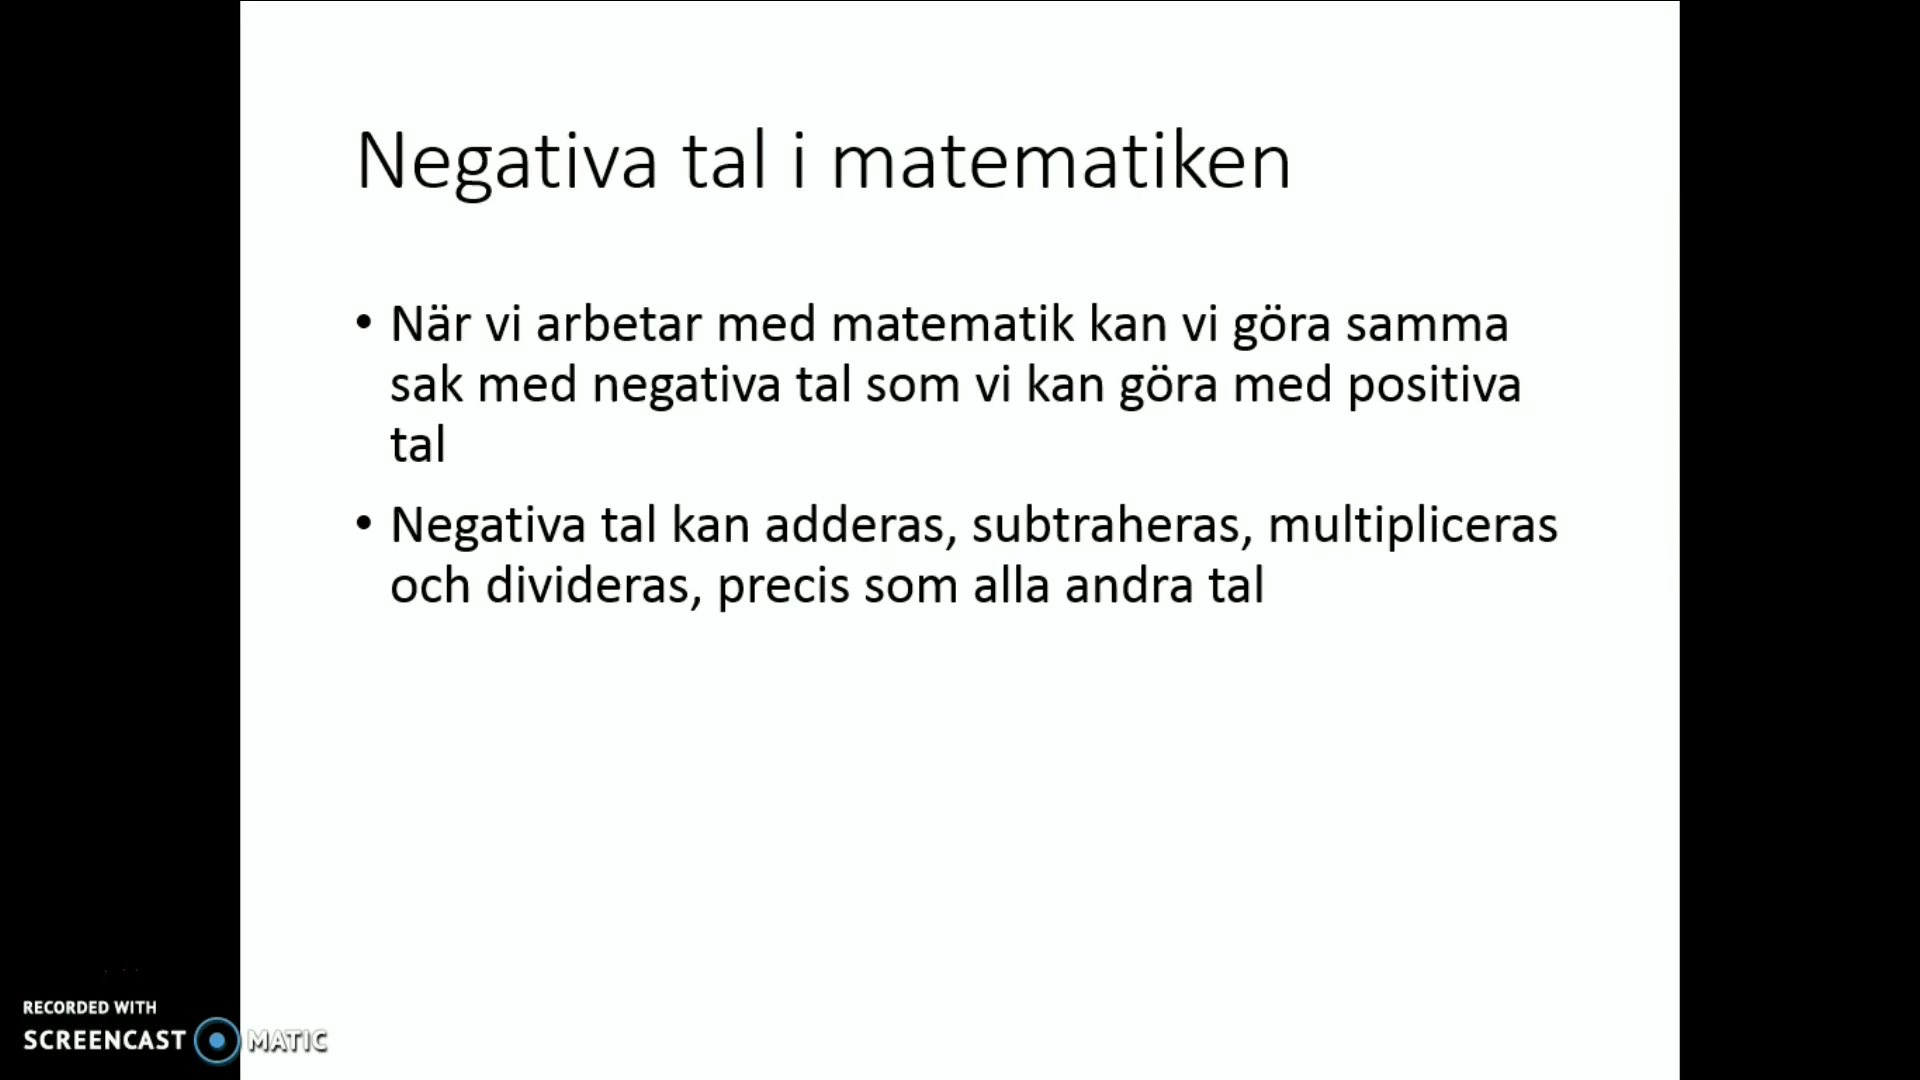 Negativa tal i matematiken
• När vi arbetar med matematik kan vi göra samma
sak med negativa tal som vi kan göra med positiva
tal
• Negativa tal kan adderas, subtraheras, multipliceras
och divideras, precis som alla andra tal
RECORDED WITH
SCREENCAST MATIC